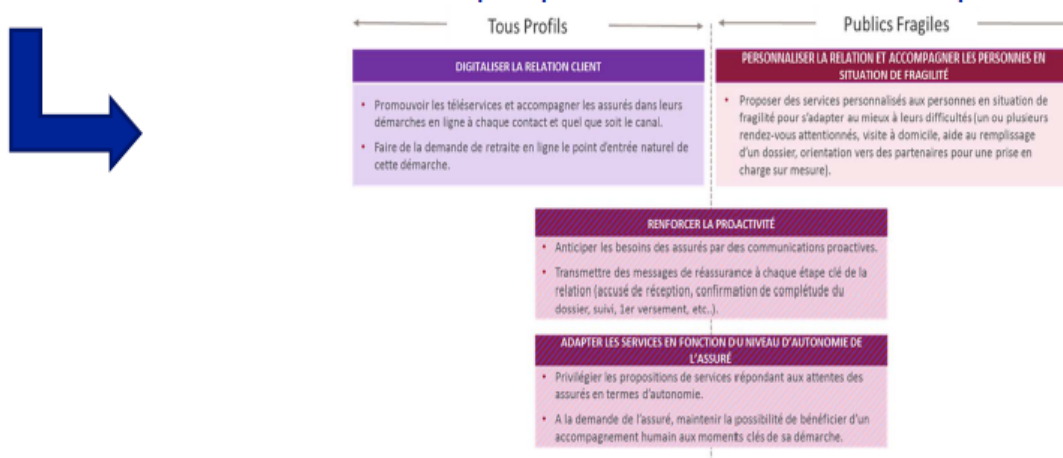 Tous Profils
Publics Fragiles
DIGITALISER LA RELATION CLIENT
• Promouvoir les téléservices et accompagner les assurés dans leurs
démarches en ligne à chaque contact et quel que soit le canal.
• Faire de la demande de retraite en ligne le point d'entrée naturel de
cette démarche.
PERSONNALISER LA RELATION ET ACCOMPAGNER LES PERSONNES EN
SITUATION DE FRAGILITÉ
• Proposer des services personnalisés aux personnes en situation de
fragilité pour s'adapter au mieux à leurs difficultés (un ou plusieurs
rendez-vous attentionnés, visite à domicile, aide au remplissage
d'un dossier, orientation vers des partenaires pour une prise en
charge sur mesure).
RENFORCER LA PROACTIVITÉ
• Anticiper les besoins des assurés par des communications proactives.
• Transmettre des messages de réassurance à chaque étape clé de la
relation (accusé de réception, confirmation de complétude du
dossier, suivi, 1er versement, etc..).
ADAPTER LES SERVICES EN FONCTION DU NIVEAU D'AUTONOMIE DE
L'ASSURÉ
• Privilégier les propositions de services répondant aux attentes des
assurés en termes d'autonomie.
• A la demande de l'assuré, maintenir la possibilité de bénéficier d'un
accompagnement humain aux moments clés de sa démarche.